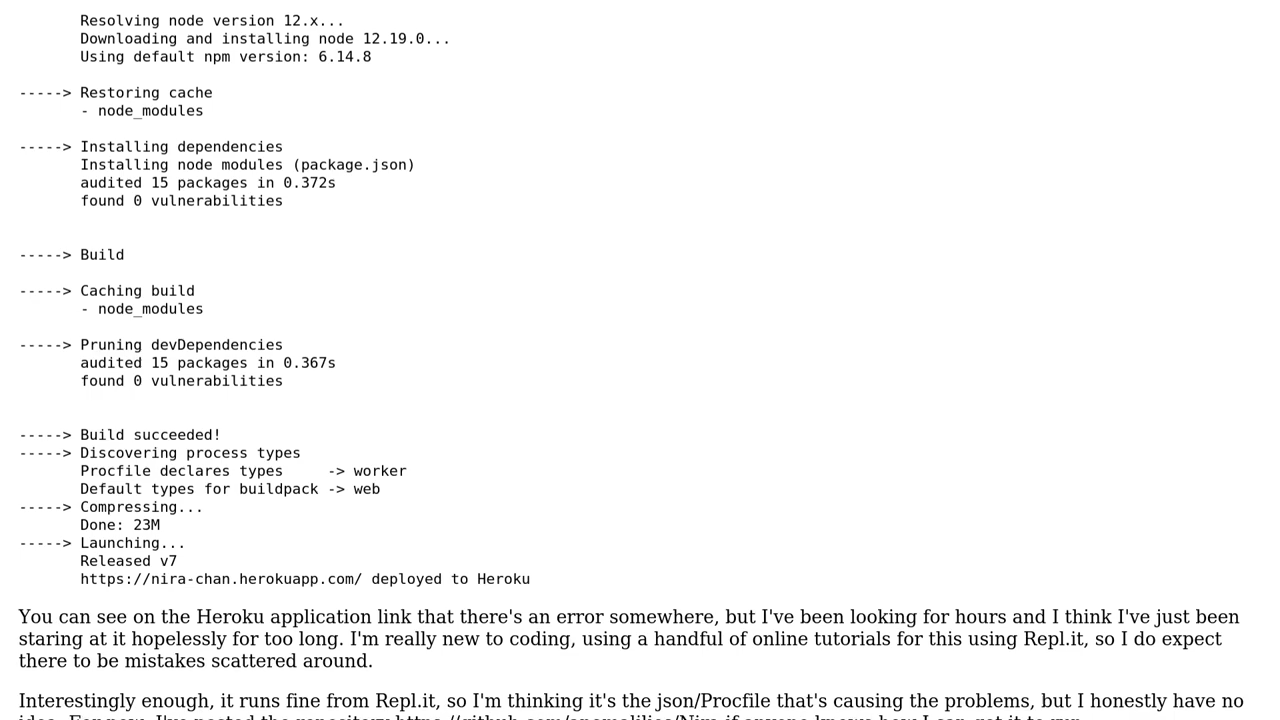 Resolving node version 12.x...
Downloading and installing node 12.19.0...
Using default npm version: 6.14.8
-----> Restoring cache
- node_modules
-----> Installing dependencies
Installing node modules (package.json)
audited 15 packages in 0.372s
found 0 vulnerabilities
-----> Build
-----> Caching build
- node_modules
-----> Pruning devDependencies
audited 15 packages in 0.367s
found 0 vulnerabilities
-----> Build succeeded!
-----> Discovering process types
Procfile declares types     -> worker
Default types for buildpack -> web
-----> Compressing...
Done: 23M
-----> Launching...
Released v7
https://nira-chan.herokuapp.com/ deployed to Heroku
You can see on the Heroku application link that there's an error somewhere, but I've been looking for hours and I think I've just been
staring at it hopelessly for too long. I'm really new to coding, using a handful of online tutorials for this using Repl.it, so I do expect
there to be mistakes scattered around.
Interestingly enough, it runs fine from Repl.it, so I'm thinking it's the json/Procfile that's causing the problems, but I honestly have no